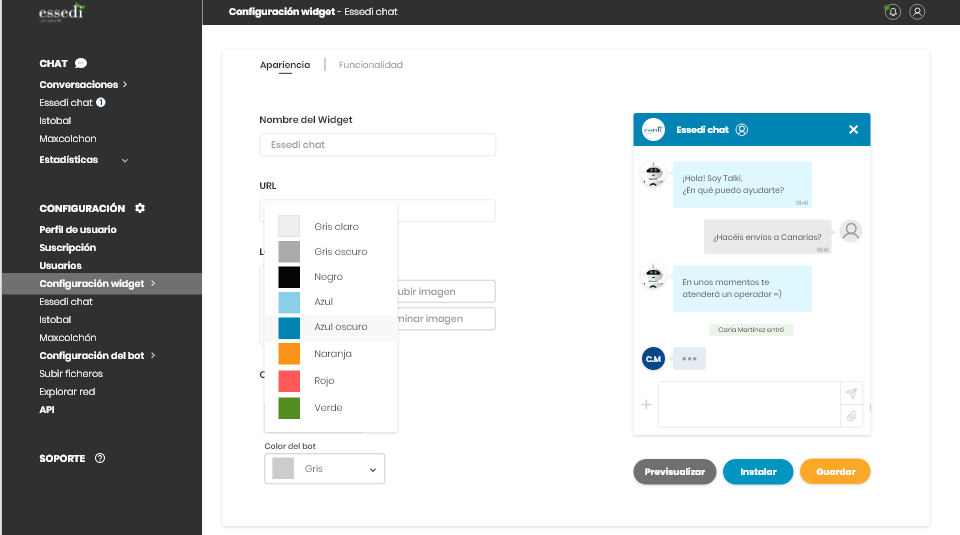 essedi
Configuración widget - Essedi chat
CHAT
Conversaciones >
Essedi chat 1
Istobal
Maxcolchon
Estadísticas
CONFIGURACIÓN
Perfil de usuario
Suscripción
Usuarios
Configuración widget >
Essedi chat
Istobal
Maxcolchón
Configuración del bot >
Subir ficheros
Explorar red
API
SOPORTE
Apariencia | Funcionalidad
Nombre del Widget
Essedi chat
URL
Gris claro
Gris oscuro
Negro
Azul
Azul oscuro
Naranja
Rojo
Verde
L
ubir imagen
minar imagen
C
Color del bot
Gris
essedi
Essedi chat
¡Hola! Soy Talki,
¿En qué puedo ayudarte?
16:41
¿Hacéis envíos a Canarias?
16:41
En unos momentos te
atenderá un operador =)
Carla Martínez entró
C.M
Previsualizar
Instalar
Guardar